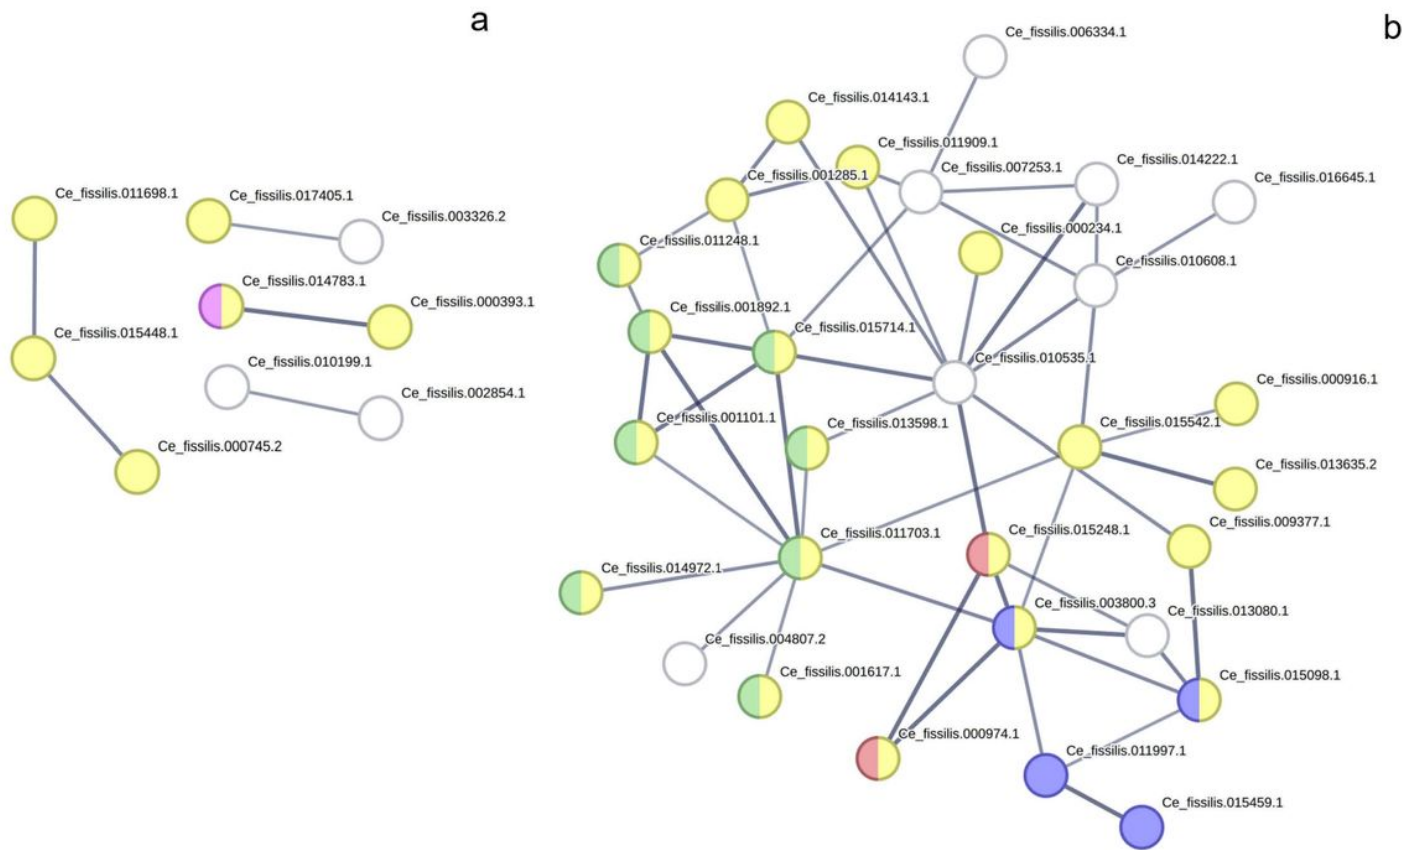 a
Ce_fissilis.011698.1
Ce_fissilis.017405.1
Ce_fissilis.003326.2
Ce_fissilis.014783.1
Ce_fissilis.000393.1
Ce_fissilis.015448.1
Ce_fissilis.010199.1
Ce_fissilis.002854.1
Ce_fissilis.000745.2
b
Ce_fissilis.006334.1
Ce_fissilis.014143.1
Ce_fissilis.011909.1
Ce_fissilis.007253.1
Ce_fissilis.014222.1
Ce_fissilis.001285.1
Ce_fissilis.016645.1
Ce_fissilis.000234.1
Ce_fissilis.011248.1
Ce_fissilis.010608.1
Ce_fissilis.001892.1
Ce_fissilis.015714.1
Ce_fissilis.010535.1
Ce_fissilis.000916.1
Ce_fissilis.001101.1
Ce_fissilis.013598.1
Ce_fissilis.015542.1
Ce_fissilis.013635.2
Ce_fissilis.009377.1
Ce_fissilis.011703.1
Ce_fissilis.015248.1
Ce_fissilis.014972.1
Ce_fissilis.003800.3
Ce_fissilis.013080.1
Ce_fissilis.004807.2
Ce_fissilis.001617.1
Ce_fissilis.015098.1
Ce_fissilis.000974.1
Ce_fissilis.011997.1
Ce_fissilis.015459.1